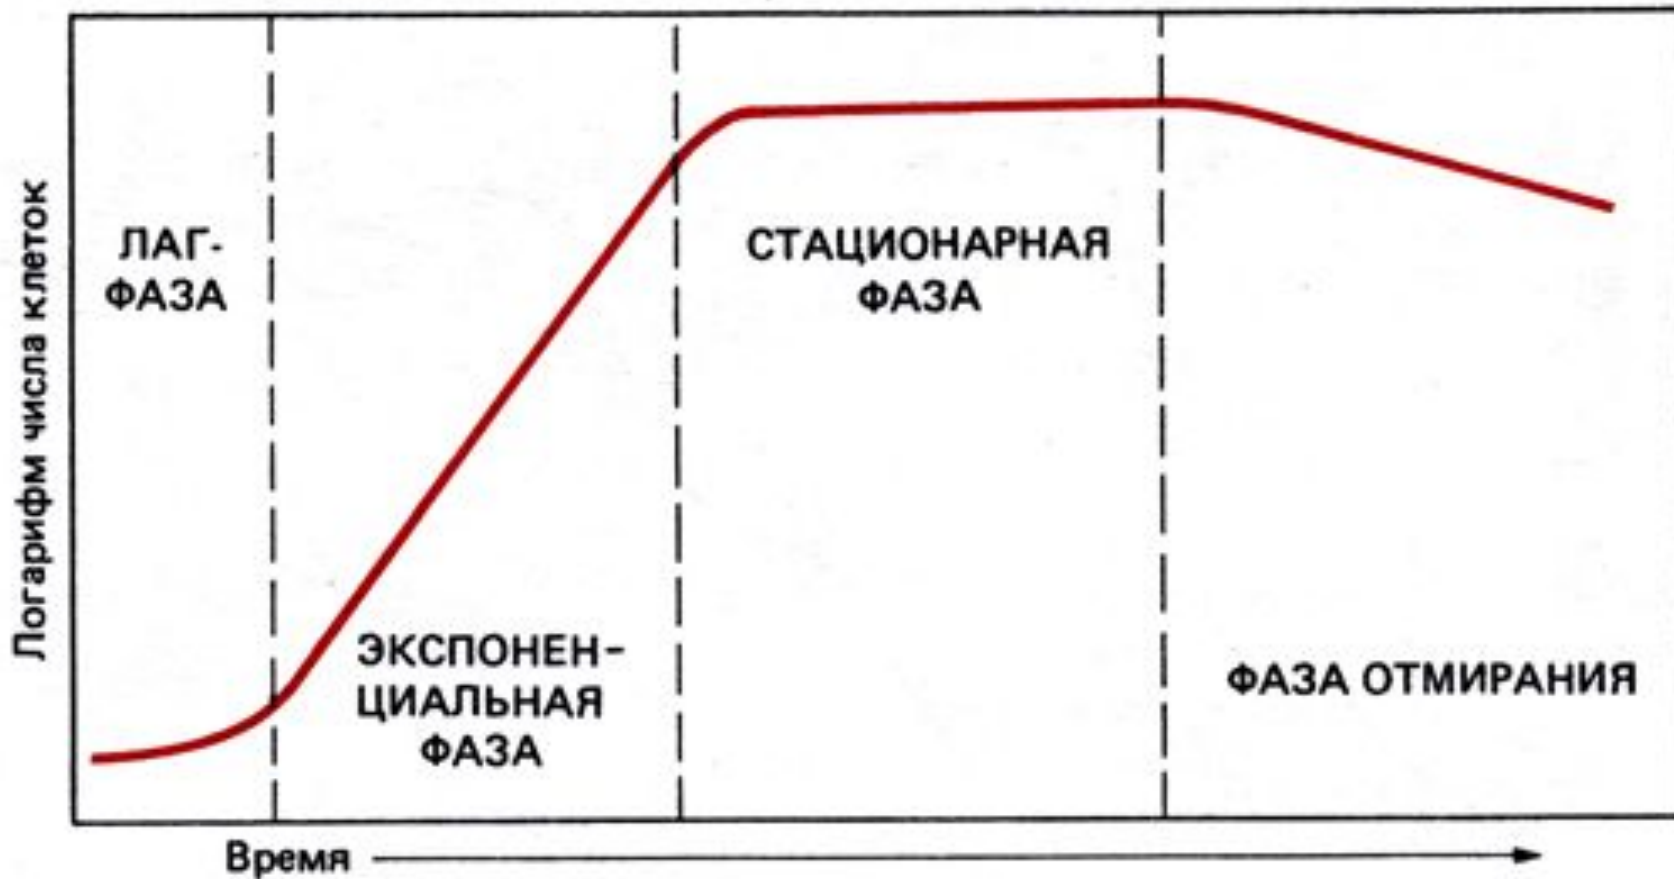 Логарифм числа клеток
ЛАГ-
ФАЗА
ЭКСПОНЕН-
ЦИАЛЬНАЯ
ФАЗА
СТАЦИОНАРНАЯ
ФАЗА
ФАЗА ОТМИРАНИЯ
Время